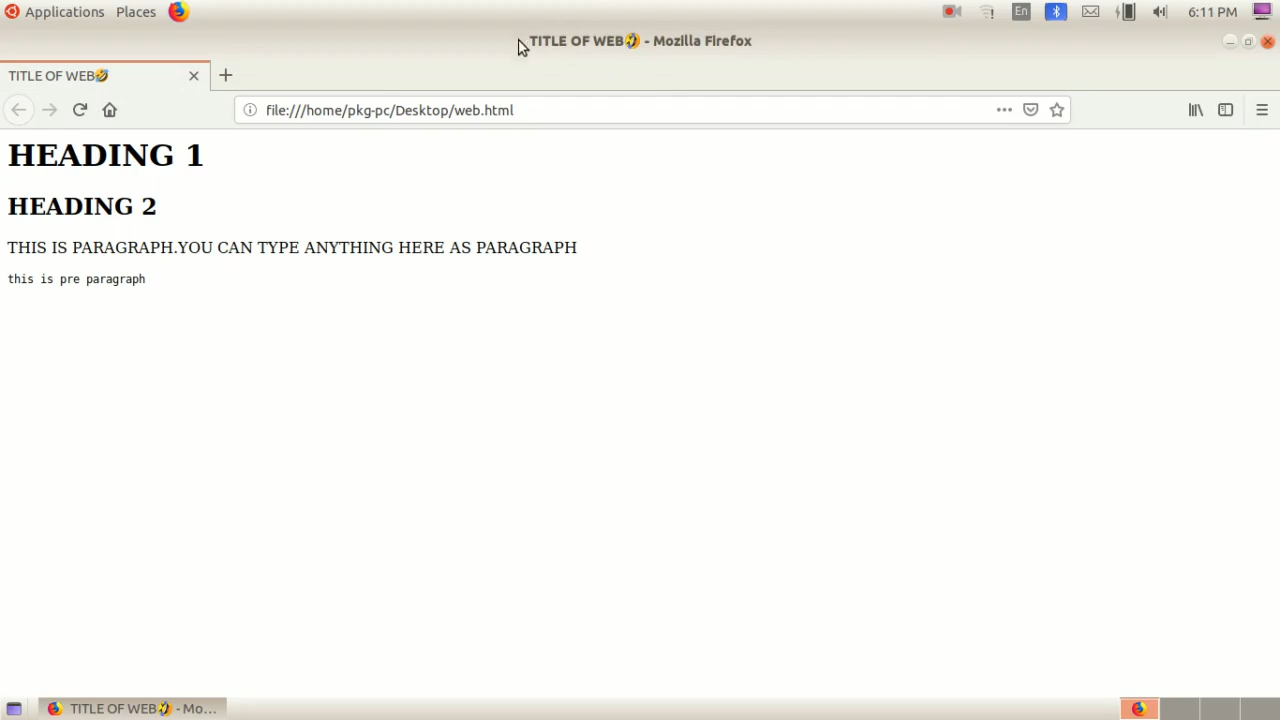 Applications Places En 6:11 PM
TITLE OF WEB🤣 - Mozilla Firefox
TITLE OF WEB🤣
file:///home/pkg-pc/Desktop/web.html
HEADING 1
HEADING 2
THIS IS PARAGRAPH.YOU CAN TYPE ANYTHING HERE AS PARAGRAPH
this is pre paragraph
TITLE OF WEB🤣 - Mo...